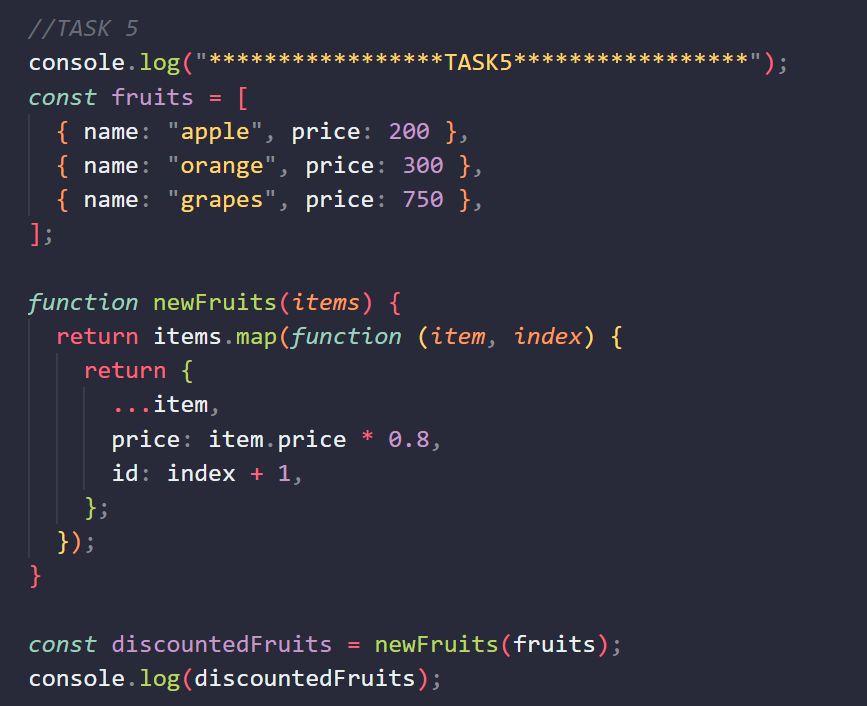 //TASK 5
console.log("*****************TASK5*****************");
const fruits = [
{ name: "apple", price: 200 },
{ name: "orange", price: 300 },
{ name: "grapes", price: 750 },
];
function newFruits(items) {
return items.map(function (item, index) {
return {
...item,
price: item.price * 0.8,
id: index + 1,
};
});
}
const discountedFruits = newFruits(fruits);
console.log(discountedFruits);